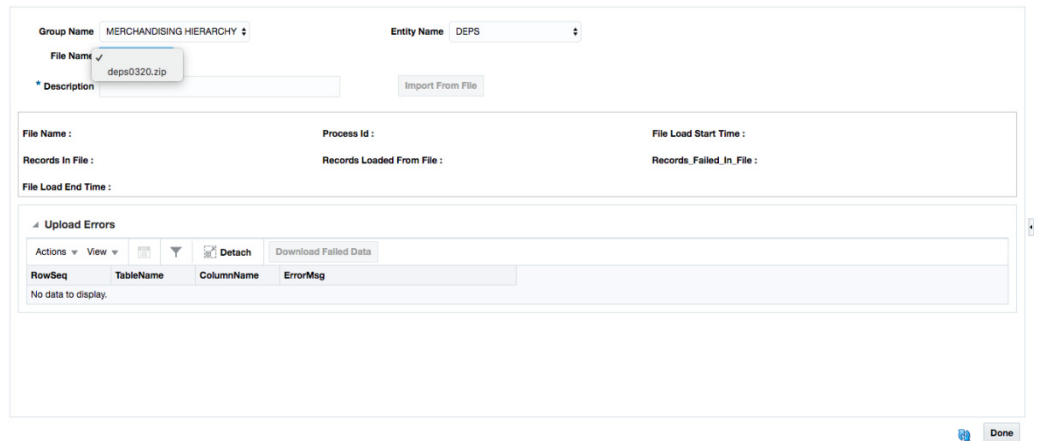 Group Name MERCHANDISING HIERARCHY Entity Name DEPS
File Name
deps0320.zip
* Description Import From File
File Name : Process Id : File Load Start Time :
Records In File : Records Loaded From File : Records_Failed_In_File :
File Load End Time :
Upload Errors
Actions View Detach Download Failed Data
RowSeq TableName ColumnName ErrorMsg
No data to display.
Done